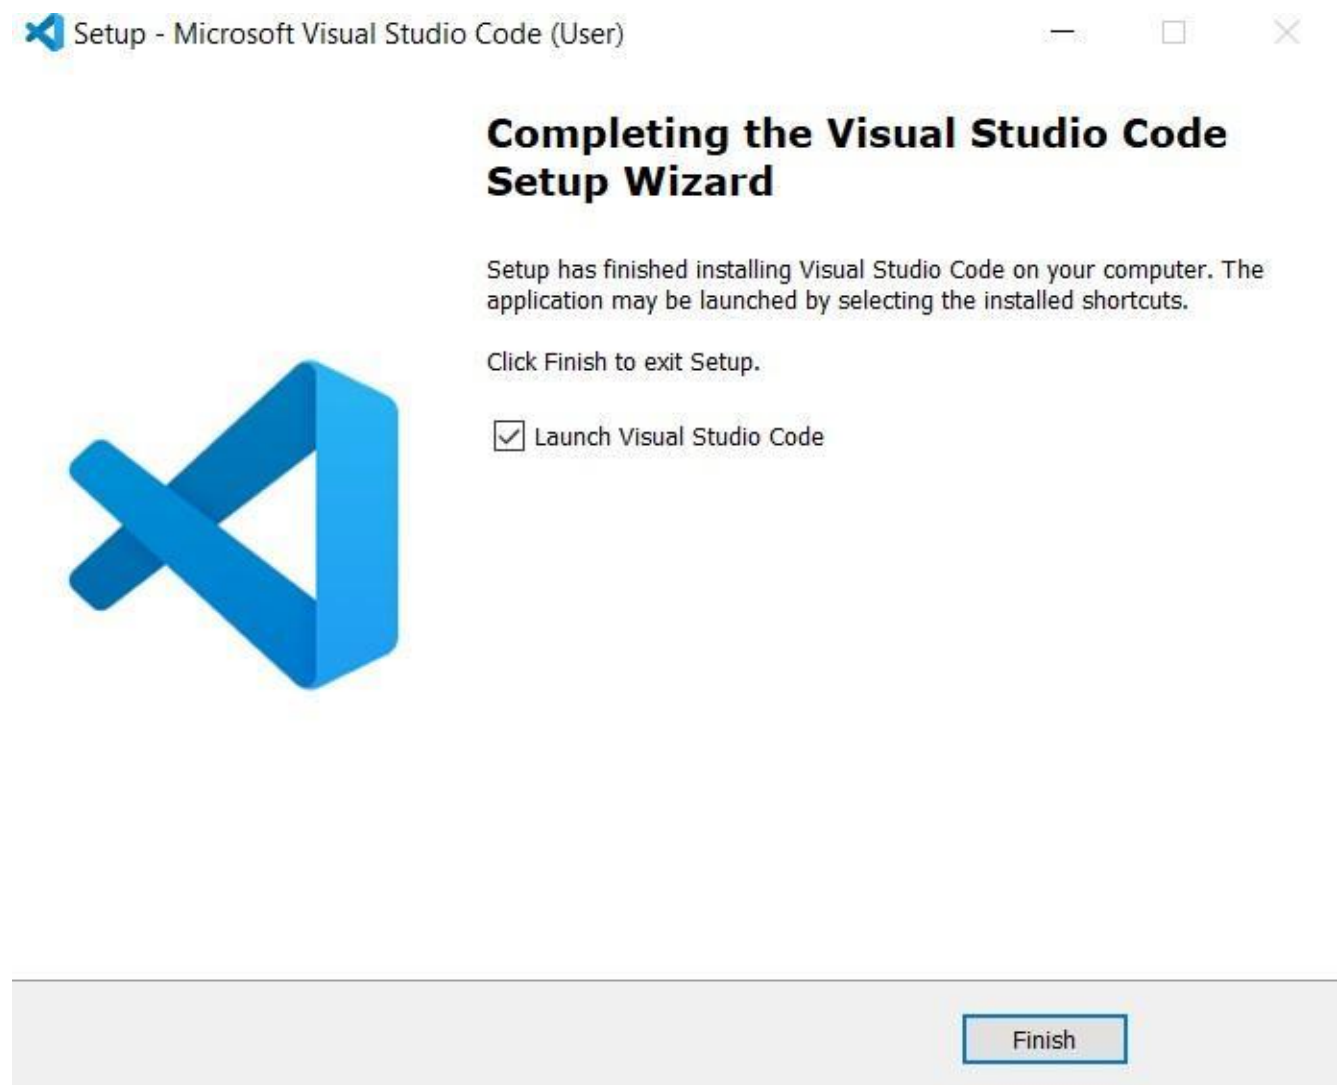 Setup - Microsoft Visual Studio Code (User)
Completing the Visual Studio Code
Setup Wizard
Setup has finished installing Visual Studio Code on your computer. The
application may be launched by selecting the installed shortcuts.
Click Finish to exit Setup.
Launch Visual Studio Code
Finish